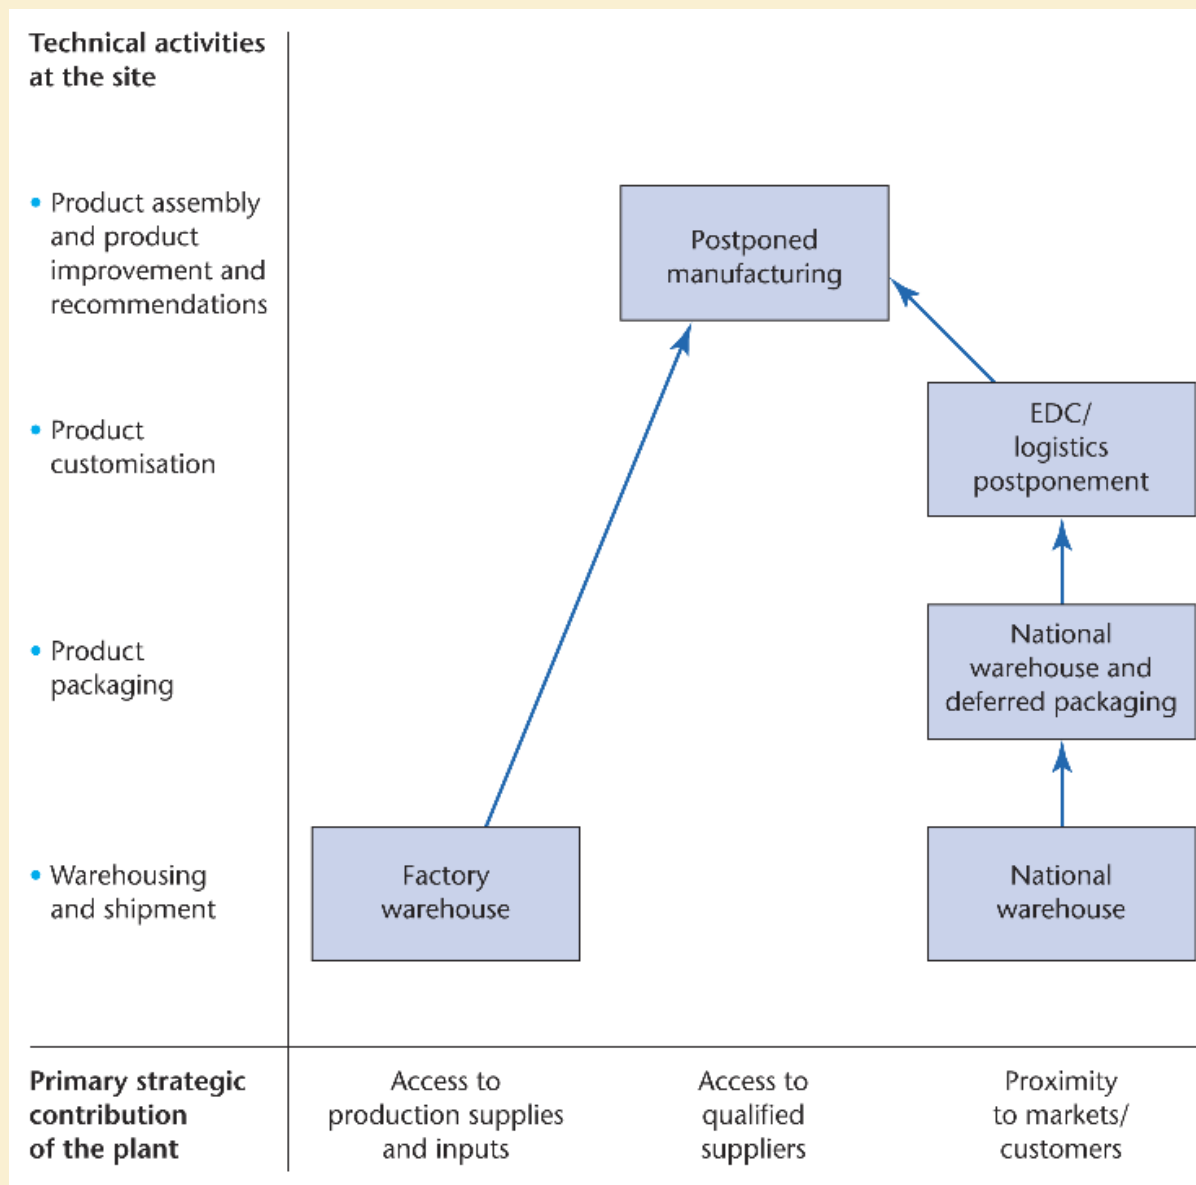 Technical activities
at the site
• Product assembly
and product
improvement and
recommendations
Postponed
manufacturing
• Product
customisation
EDC/
logistics
postponement
• Product
packaging
National
warehouse and
deferred packaging
• Warehousing
and shipment
Factory
warehouse
National
warehouse
Primary strategic
contribution
of the plant
Access to
production supplies
and inputs
Access to
qualified
suppliers
Proximity
to markets/
customers